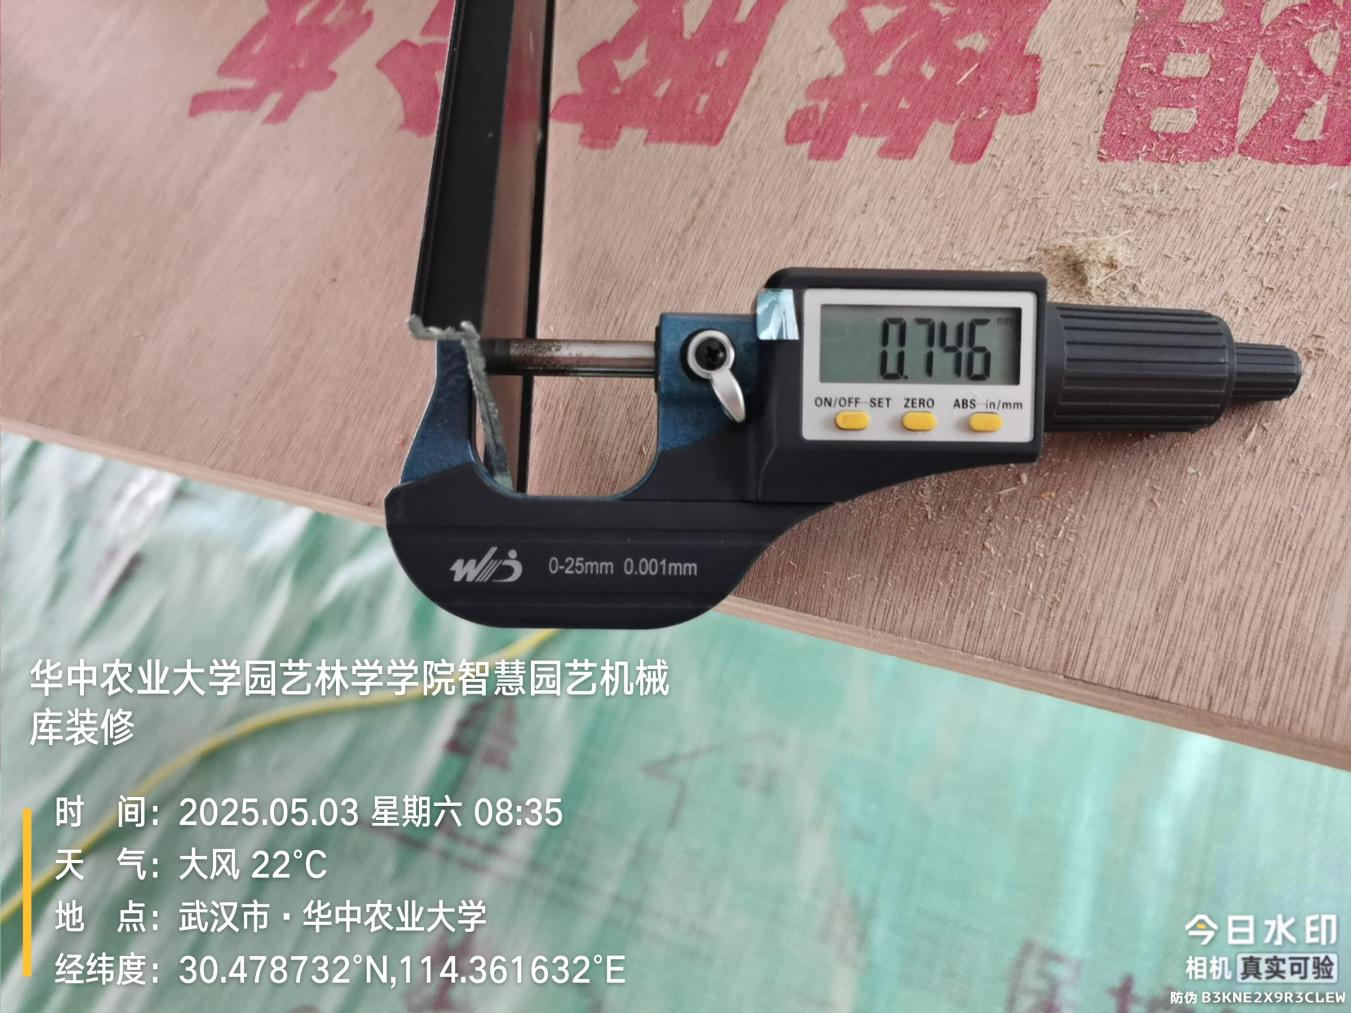 0.746 mm
ON/OFF SET ZERO ABS in/mm
0-25mm 0.001mm
华中农业大学园艺林学学院智慧园艺机械
库装修
时 间：2025.05.03 星期六 08:35
天 气：大风 22°C
地 点：武汉市·华中农业大学
经纬度：30.478732°N,114.361632°E
今日水印
相机 真实可验
防伪 B3KNE2X9R3CLEW